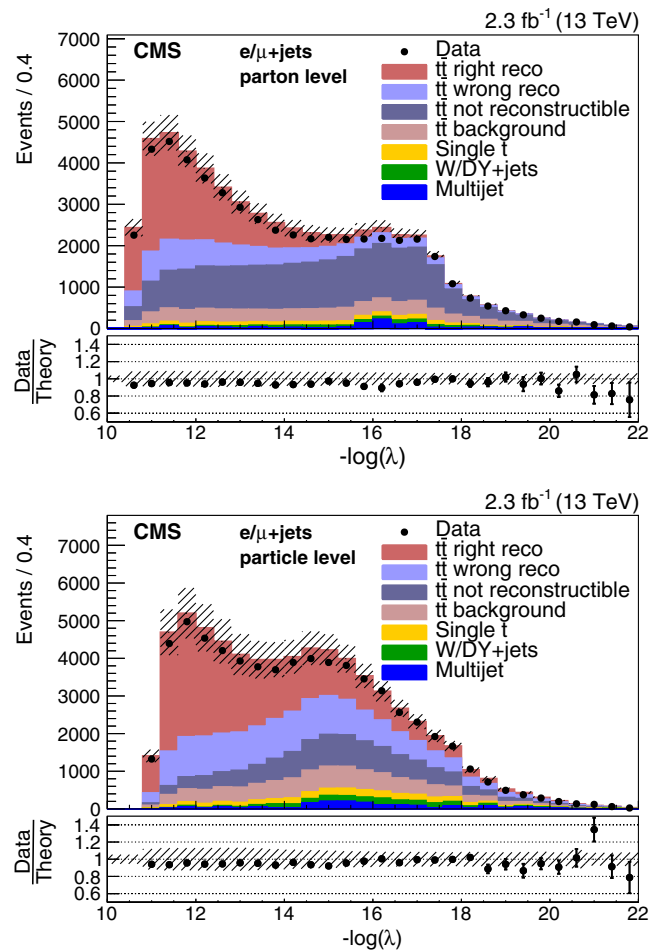 2.3 fb⁻¹ (13 TeV)
CMS
e/μ+jets
parton level
Data
tt̄ right reco
tt̄ wrong reco
tt̄ not reconstructible
tt̄ background
Single t
W/DY+jets
Multijet
Events / 0.4
7000
6000
5000
4000
3000
2000
1000
0
Data
Theory
1.4
1.2
1
0.8
0.6
10 12 14 16 18 20 22
-log(λ)
2.3 fb⁻¹ (13 TeV)
CMS
e/μ+jets
particle level
Data
tt̄ right reco
tt̄ wrong reco
tt̄ not reconstructible
tt̄ background
Single t
W/DY+jets
Multijet
Events / 0.4
7000
6000
5000
4000
3000
2000
1000
0
Data
Theory
1.4
1.2
1
0.8
0.6
10 12 14 16 18 20 22
-log(λ)